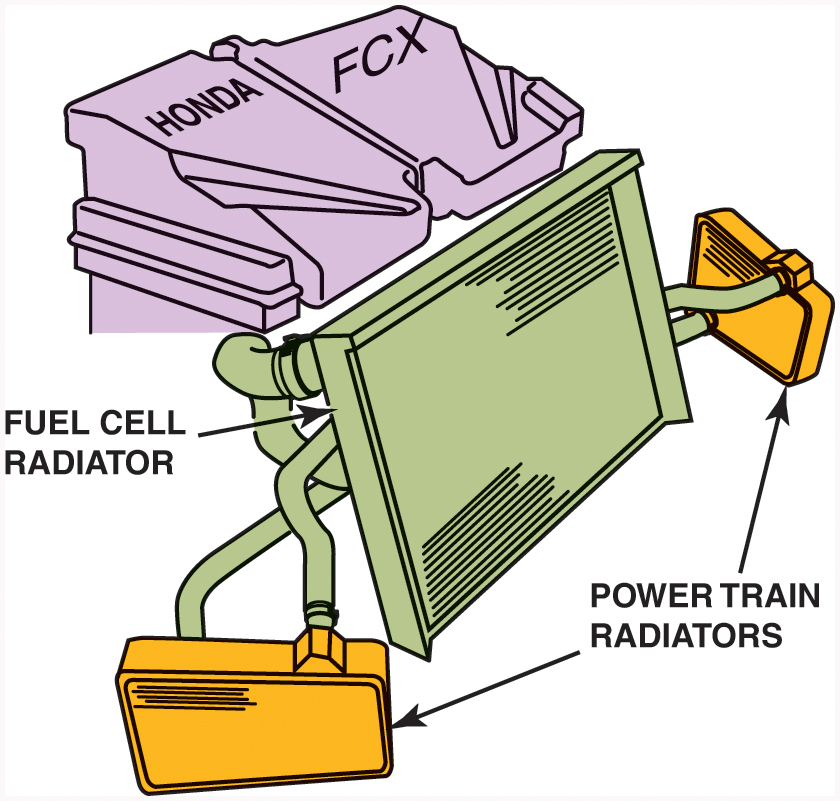 HONDA
FCX
FUEL CELL
RADIATOR
POWER TRAIN
RADIATORS